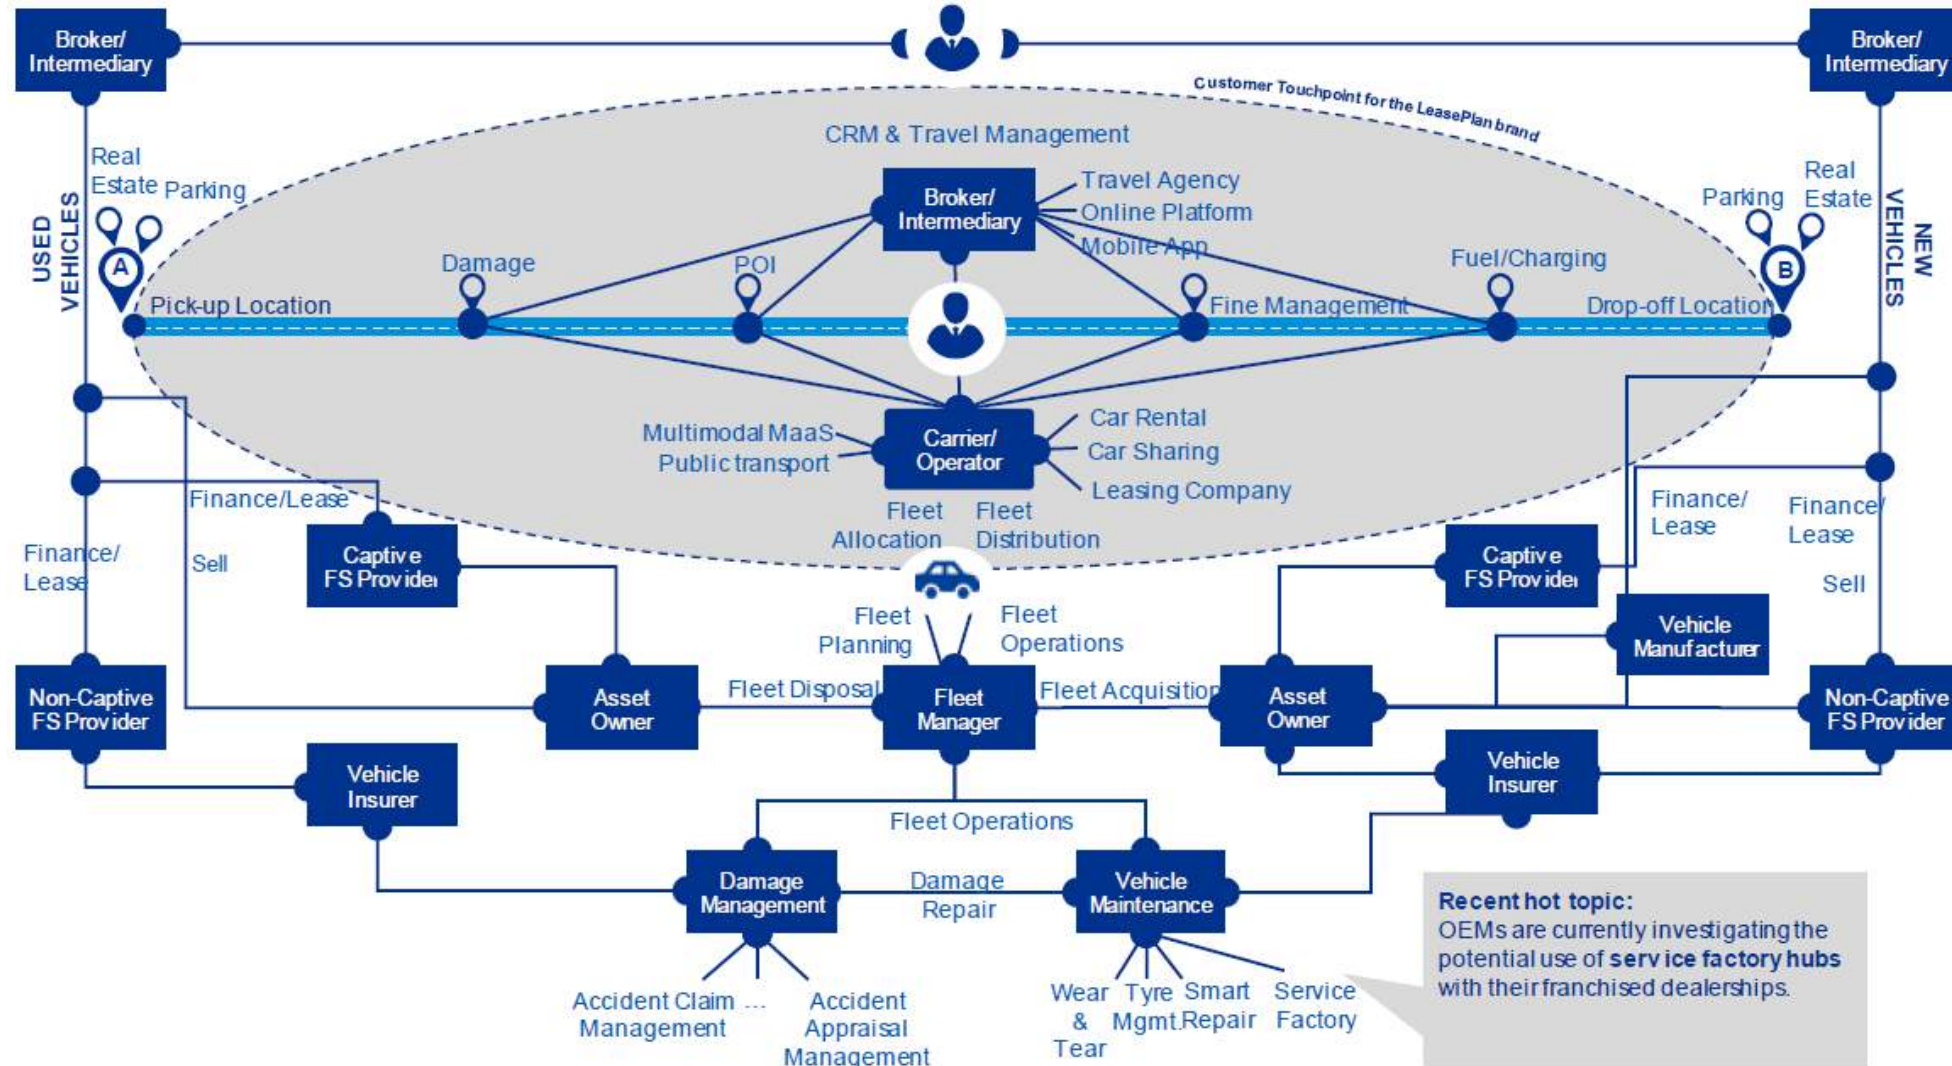 Broker/
Intermediary
Broker/
Intermediary
Customer Touchpoint for the LeasePlan brand
CRM & Travel Management
Real
Estate
Parking
USED
VEHICLES
A
Pick-up Location
Damage
POI
Broker/
Intermediary
Travel Agency
Online Platform
Mobile App
Fine Management
Fuel/Charging
Drop-off Location
Parking
Real
Estate
B
NEW
VEHICLES
Multimodal MaaS
Public transport
Carrier/
Operator
Car Rental
Car Sharing
Leasing Company
Fleet
Allocation
Fleet
Distribution
Finance/
Lease
Finance/Lease
Sell
Captive
FS Provider
Fleet
Planning
Fleet
Operations
Captive
FS Provider
Finance/
Lease
Finance/
Lease
Sell
Vehicle
Manufacturer
Non-Captive
FS Provider
Asset
Owner
Fleet Disposal
Fleet
Manager
Fleet Acquisition
Asset
Owner
Non-Captive
FS Provider
Vehicle
Insurer
Vehicle
Insurer
Fleet Operations
Damage
Management
Damage
Repair
Vehicle
Maintenance
Accident Claim
Management
...
Accident
Appraisal
Management
Wear
&
Tear
Tyre
Mgmt.
Smart
Repair
Service
Factory
Recent hot topic:
OEMs are currently investigating the
potential use of service factory hubs
with their franchised dealerships.